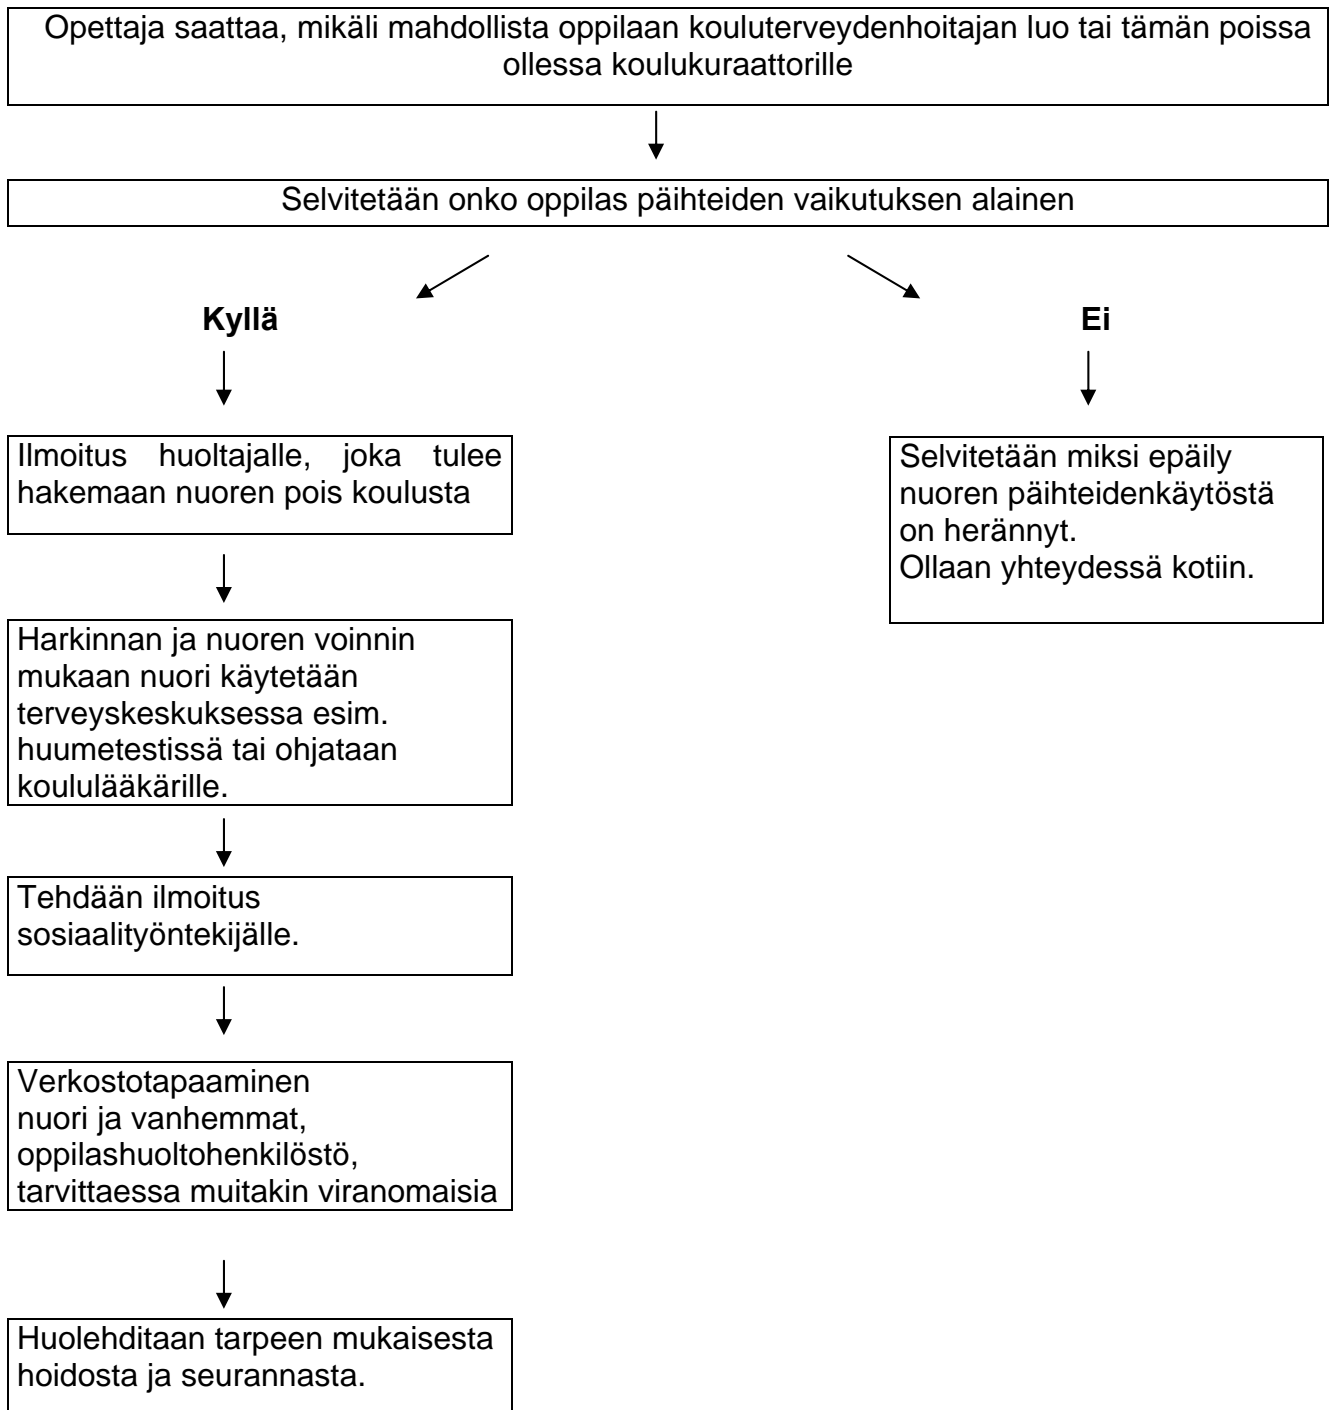 Opettaja saattaa, mikäli mahdollista oppilaan kouluterveydenhoitajan luo tai tämän poissa
ollessa koulukuraattorille
Selvitetään onko oppilas päihteiden vaikutuksen alainen
Kyllä
Ei
Ilmoitus huoltajalle, joka tulee
hakemaan nuoren pois koulusta
Selvitetään miksi epäily
nuoren päihteidenkäytöstä
on herännyt.
Ollaan yhteydessä kotiin.
Harkinnan ja nuoren voinnin
mukaan nuori käytetään
terveyskeskuksessa esim.
huumetestissä tai ohjataan
koululääkärille.
Tehdään ilmoitus
sosiaalityöntekijälle.
Verkostotapaaminen
nuori ja vanhemmat,
oppilashuoltohenkilöstö,
tarvittaessa muitakin viranomaisia
Huolehditaan tarpeen mukaisesta
hoidosta ja seurannasta.